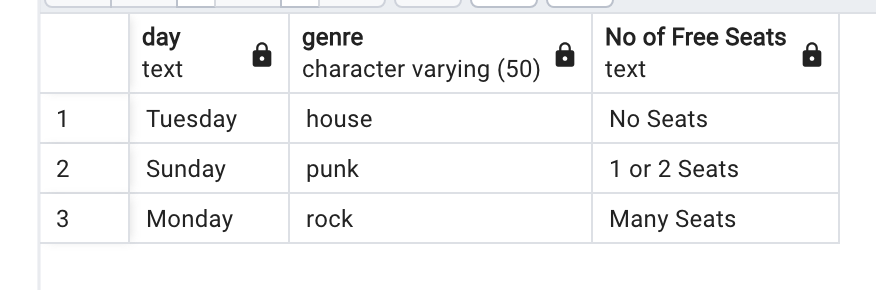 day genre No of Free Seats
text character varying (50) text
1 Tuesday house No Seats
2 Sunday punk 1 or 2 Seats
3 Monday rock Many Seats